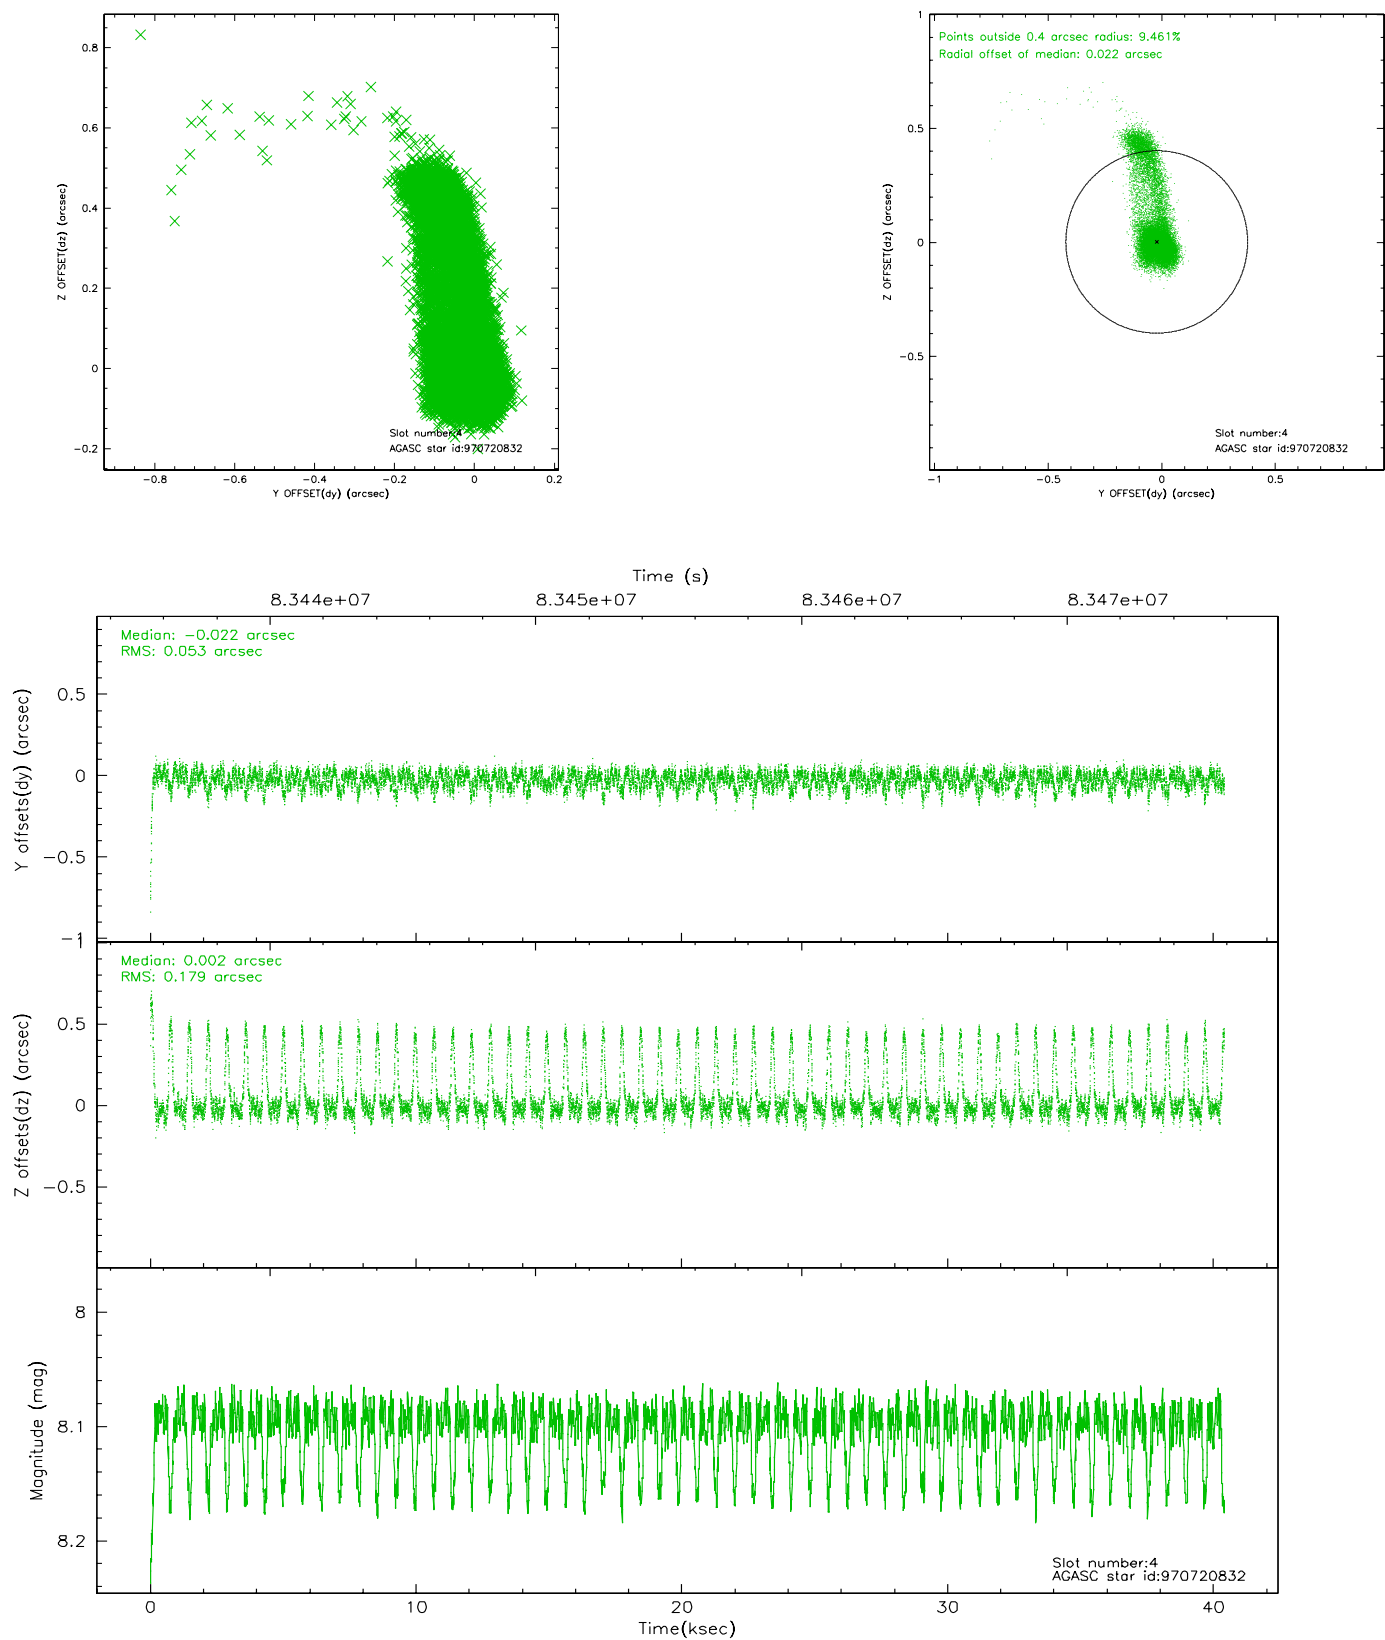 0.8
0.6
0.4
0.2
0
−0.2
Z OFFSET(dz) (arcsec)
Slot number:4
AGASC star id:970720832
−0.8 −0.6 −0.4 −0.2 0 0.2
Y OFFSET(dy) (arcsec)
Points outside 0.4 arcsec radius: 9.461%
Radial offset of median: 0.022 arcsec
1
0.5
0
−0.5
Z OFFSET(dz) (arcsec)
Slot number:4
AGASC star id:970720832
−1 −0.5 0 0.5
Y OFFSET(dy) (arcsec)
Time (s)
8.344e+07 8.345e+07 8.346e+07 8.347e+07
Median: −0.022 arcsec
RMS: 0.053 arcsec
0.5
0
−0.5
−1
Y offsets(dy) (arcsec)
Median: 0.002 arcsec
RMS: 0.179 arcsec
0.5
0
−0.5
Z offsets(dz) (arcsec)
8
8.1
8.2
Magnitude (mag)
Slot number:4
AGASC star id:970720832
0 10 20 30 40
Time(ksec)